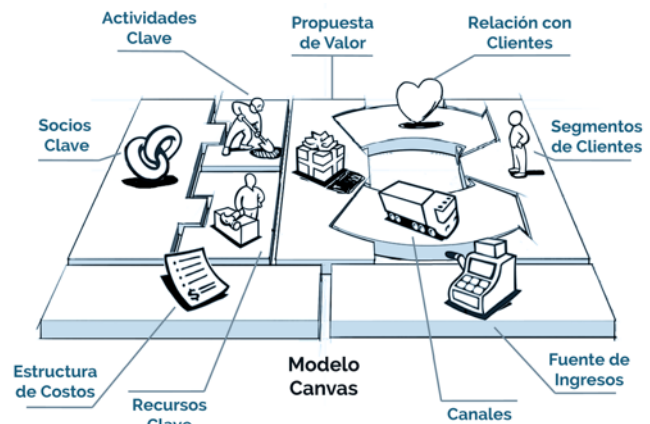 Actividades
Clave
Propuesta
de Valor
Relación con
Clientes
Socios
Clave
Segmentos
de Clientes
Estructura
de Costos
Recursos
Clave
Modelo
Canvas
Canales
Fuente de
Ingresos
$